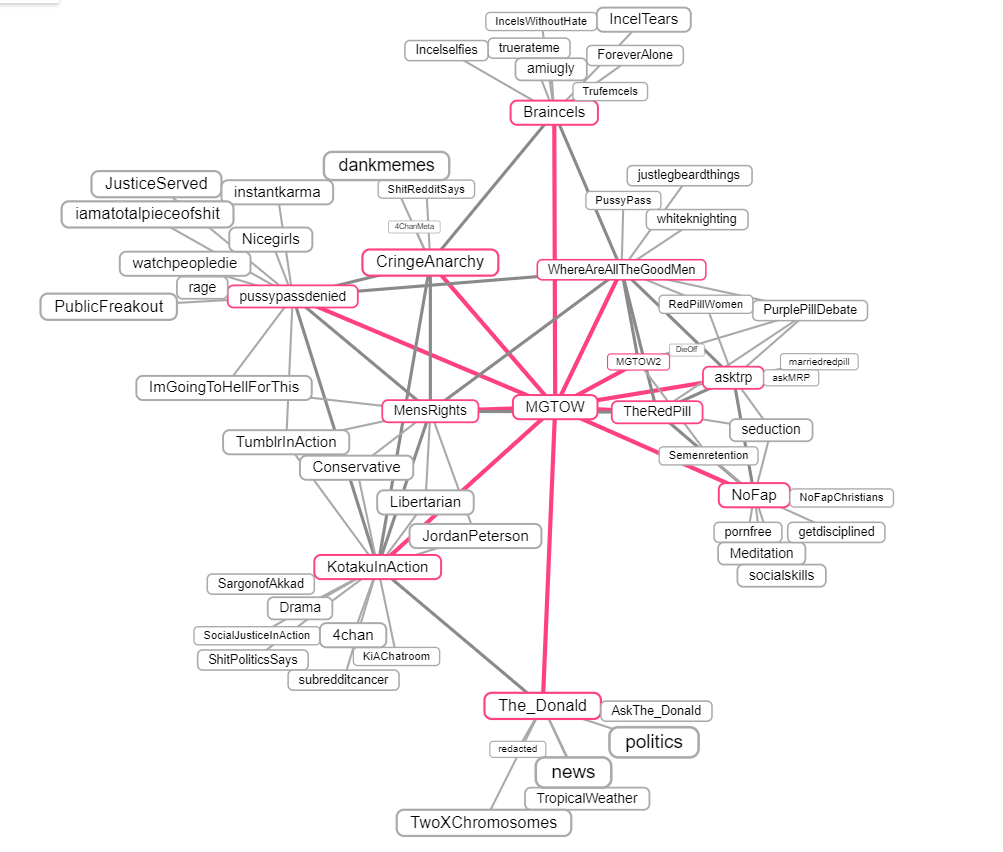 IncelsWithoutHate
IncelTears
Incelselfies
truerateme
ForeverAlone
amiugly
Trufemcels
Braincels
dankmemes
JusticeServed
instantkarma
ShitRedditSays
justlegbeardthings
iamatotalpieceofshit
PussyPass
whiteknighting
4ChanMeta
Nicegirls
watchpeopledie
CringeAnarchy
WhereAreAllTheGoodMen
rage
pussypassdenied
PublicFreakout
RedPillWomen
PurplePillDebate
DieOff
MGTOW2
marriedredpill
asktrp
askMRP
ImGoingToHellForThis
MensRights
MGTOW
TheRedPill
seduction
TumblrInAction
Semenretention
Conservative
NoFap
NoFapChristians
Libertarian
JordanPeterson
pornfree
getdisciplined
Meditation
KotakuInAction
socialskills
SargonofAkkad
Drama
SocialJusticeInAction
4chan
ShitPoliticsSays
KiAChatroom
subredditcancer
The_Donald
AskThe_Donald
politics
redacted
news
TropicalWeather
TwoXChromosomes